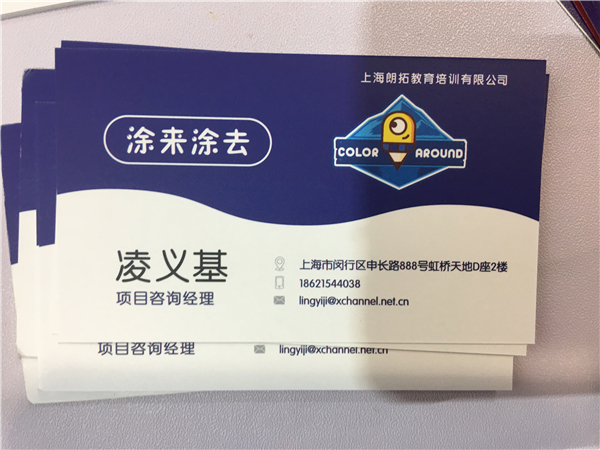 上海朗拓教育培训有限公司
涂来涂去
COLOR AROUND
凌义基
项目咨询经理
上海市闵行区申长路888号虹桥天地D座2楼
18621544038
lingyiji@xchannel.net.cn
项目咨询经理
lingyiji@xchannel.net.cn